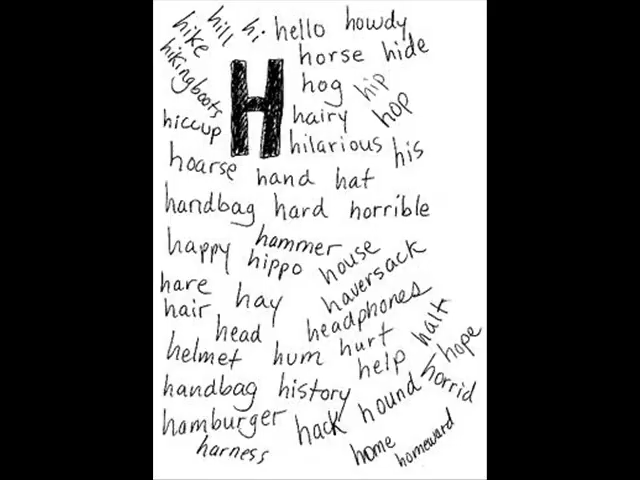 hike hill hi hello howdy
hiking boots horse hide
H hog hip
hiccup hairy hop
hilarious his
hoarse hand hat
handbag hard horrible
happy hammer
hippo house
hare haversack
hair hay headphones
head hurt halt
helmet hum help hope
handbag history hound horrid
hamburger hack
harness home homeward